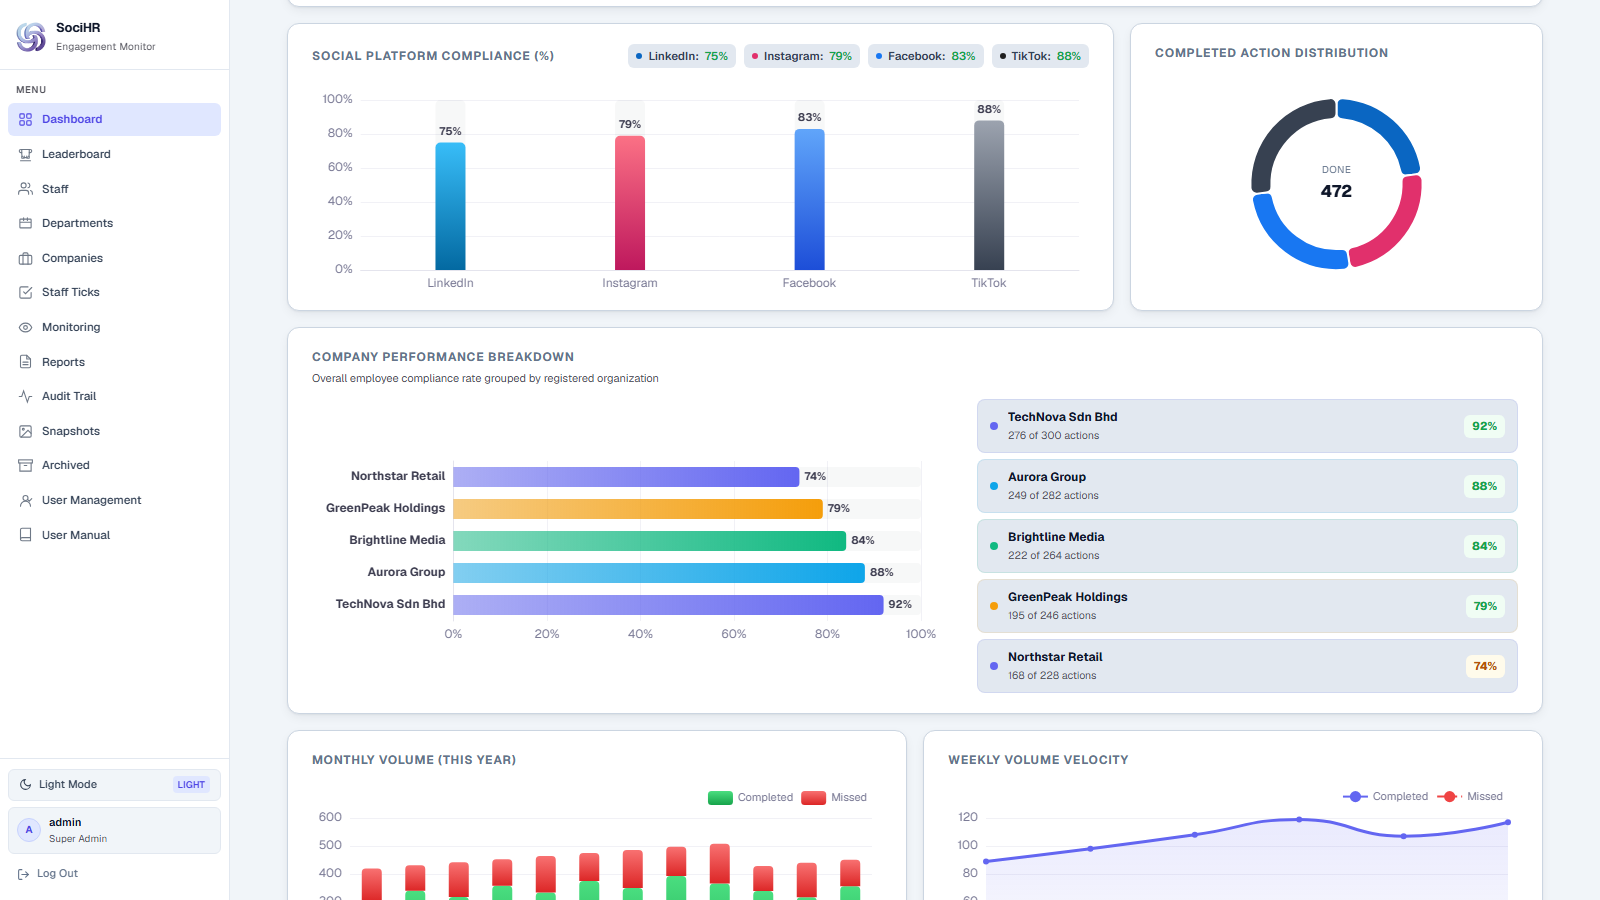 SociHR
Engagement Monitor
MENU
Dashboard
Leaderboard
Staff
Departments
Companies
Staff Ticks
Monitoring
Reports
Audit Trail
Snapshots
Archived
User Management
User Manual
Light Mode LIGHT
A admin
Super Admin
Log Out
SOCIAL PLATFORM COMPLIANCE (%)
LinkedIn: 75% Instagram: 79% Facebook: 83% TikTok: 88%
100%
80%
60%
40%
20%
0%
75% 79% 83% 88%
LinkedIn Instagram Facebook TikTok
COMPLETED ACTION DISTRIBUTION
DONE
472
COMPANY PERFORMANCE BREAKDOWN
Overall employee compliance rate grouped by registered organization
Northstar Retail 74%
GreenPeak Holdings 79%
Brightline Media 84%
Aurora Group 88%
TechNova Sdn Bhd 92%
0% 20% 40% 60% 80% 100%
TechNova Sdn Bhd
276 of 300 actions
92%
Aurora Group
249 of 282 actions
88%
Brightline Media
222 of 264 actions
84%
GreenPeak Holdings
195 of 246 actions
79%
Northstar Retail
168 of 228 actions
74%
MONTHLY VOLUME (THIS YEAR)
Completed Missed
600
500
400
WEEKLY VOLUME VELOCITY
Completed Missed
120
100
80